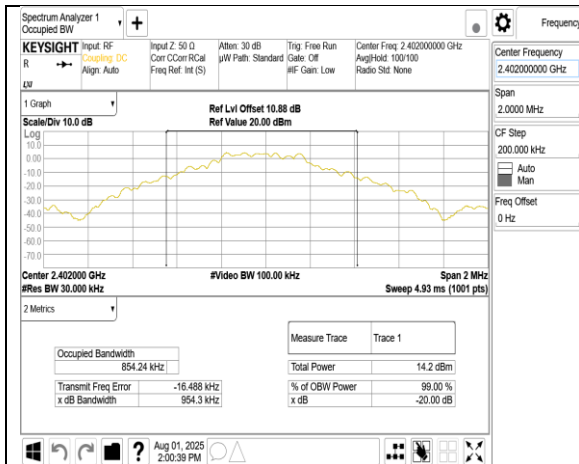 Spectrum Analyzer 1
Occupied BW
Frequency
KEYSIGHT
R
LXI
Input: RF
Coupling: DC
Align: Auto
Input Z: 50 Ω
Corr CCorr RCal
Freq Ref: Int (S)
Atten: 30 dB
µW Path: Standard
Trig: Free Run
Gate: Off
#IF Gain: Low
Center Freq: 2.402000000 GHz
Avg|Hold: 100/100
Radio Std: None
Center Frequency
2.402000000 GHz
Span
2.0000 MHz
CF Step
200.000 kHz
Auto
Man
Freq Offset
0 Hz
1 Graph
Scale/Div 10.0 dB
Ref Lvl Offset 10.88 dB
Ref Value 20.00 dBm
Log
10.0
0.00
-10.0
-20.0
-30.0
-40.0
-50.0
-60.0
-70.0
Center 2.402000 GHz
#Video BW 100.00 kHz
Span 2 MHz
#Res BW 30.000 kHz
Sweep 4.93 ms (1001 pts)
2 Metrics
Measure Trace Trace 1
Occupied Bandwidth
854.24 kHz
Total Power 14.2 dBm
Transmit Freq Error -16.488 kHz
% of OBW Power 99.00 %
x dB Bandwidth 954.3 kHz
x dB -20.00 dB
?
Aug 01, 2025
2:00:39 PM